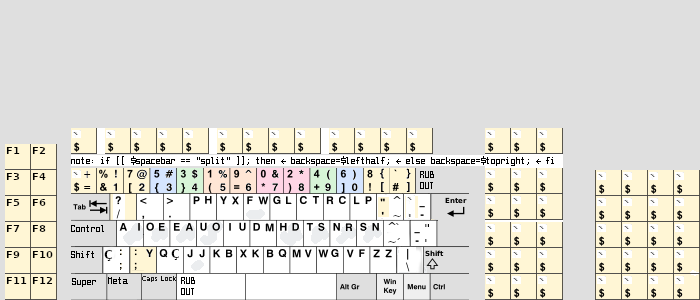 $ $ $ $ $ $ $ $ $ $ $ $ $ $ $ $
F1 F2 note: if [[ $spacebar == "split" ]]; then ← backspace=$lefthalf; ← else backspace=$topright; ← fi
F3 F4 ~ + % ! 7 @ 5 # 3 $ 1 ( 9 ^ 0 & 2 * 4 ( 6 ) 8 { ` } RUB
$ = & 1 [ 2 { 3 } 4 ( 5 = 6 * 7 ) 8 + 9 ] 0 ! [ # ] OUT $ $ $ $ $ $ $
F5 F6 Tab ? / < , > . P H Y X F W G L C T R C L P " ' ^ ~ - _ Enter $ $ $ $ $ $ $
F7 F8 Control A I O E E A U O I U D M H D T S N R S N ^ ~ - _ $ $ $ $ $ $ $
F9 F10 Shift Ç ; : ; : Y Q Ç J J K B X K B Q M V W G V F Z Z | \ Shift $ $ $ $ $ $ $
F11 F12 Super Meta Caps Lock RUB OUT Alt Gr Win Key Menu Ctrl $ $ $ $ $ $ $